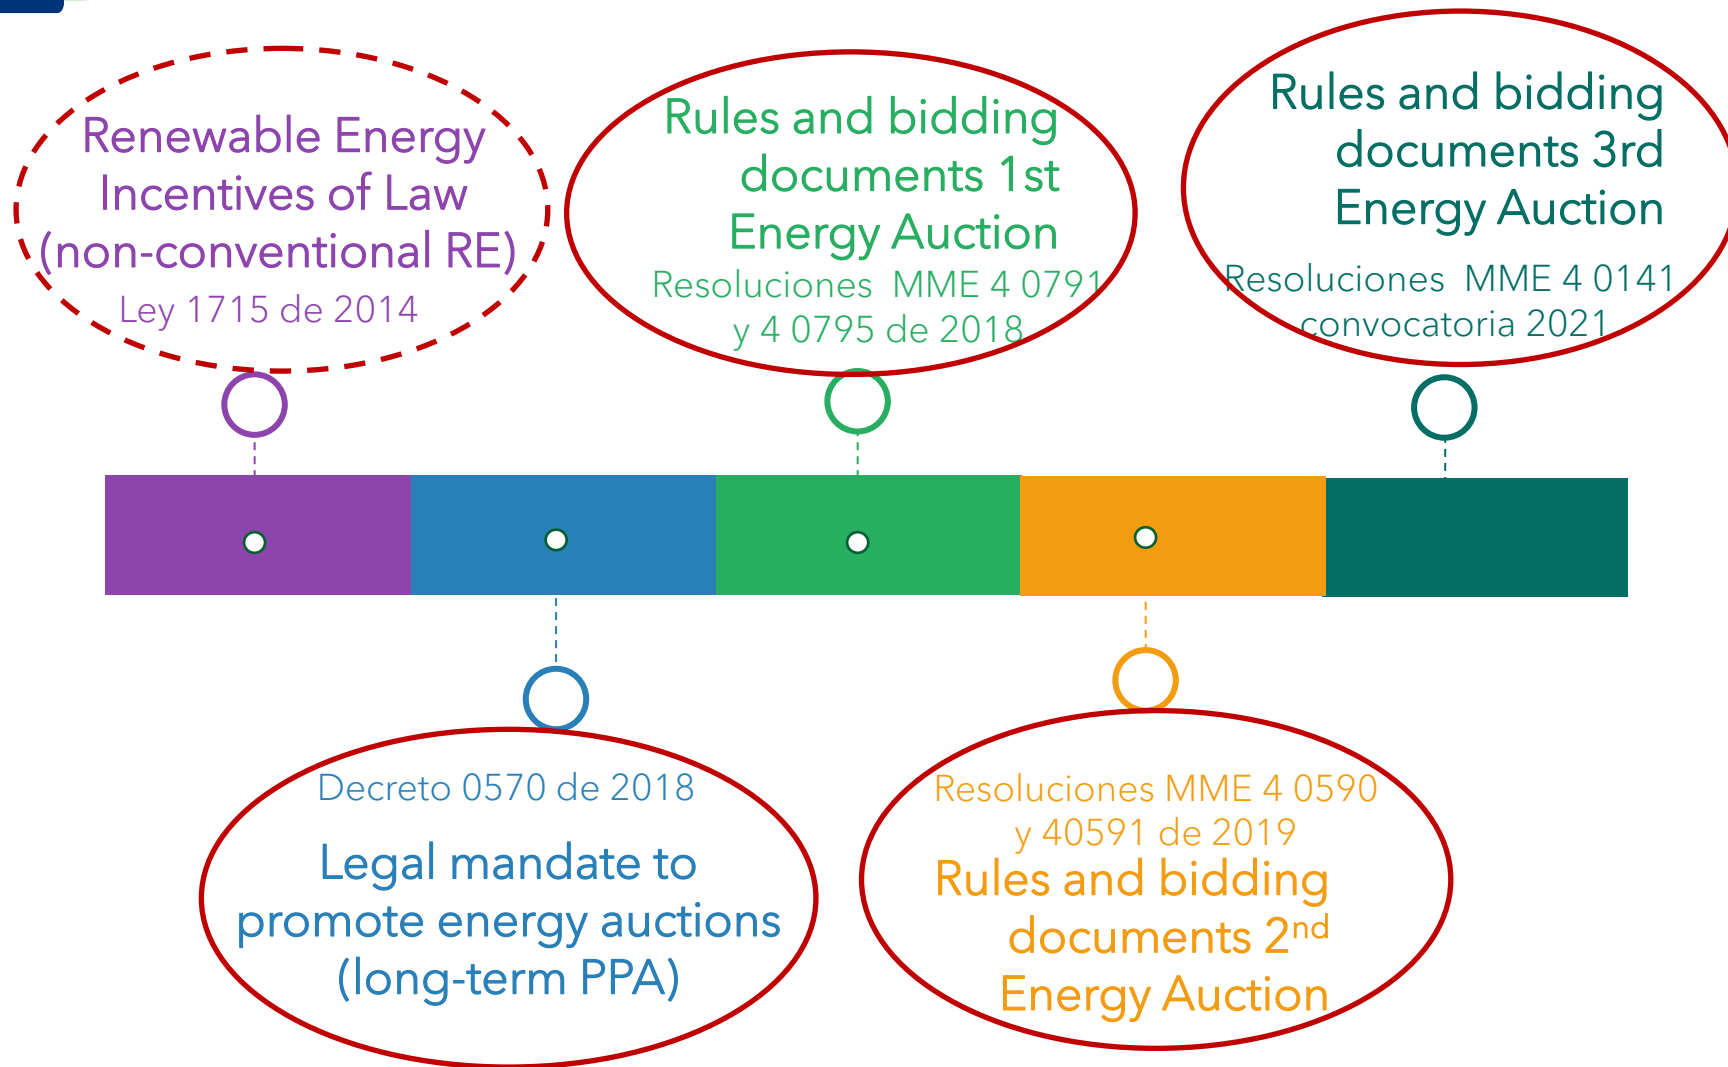 Renewable Energy
Incentives of Law
(non-conventional RE)
Ley 1715 de 2014
Decreto 0570 de 2018
Legal mandate to
promote energy auctions
(long-term PPA)
Rules and bidding
documents 1st
Energy Auction
Resoluciones MME 4 0791
y 4 0795 de 2018
Resoluciones MME 4 0590
y 40591 de 2019
Rules and bidding
documents 2nd
Energy Auction
Rules and bidding
documents 3rd
Energy Auction
Resoluciones MME 4 0141
convocatoria 2021